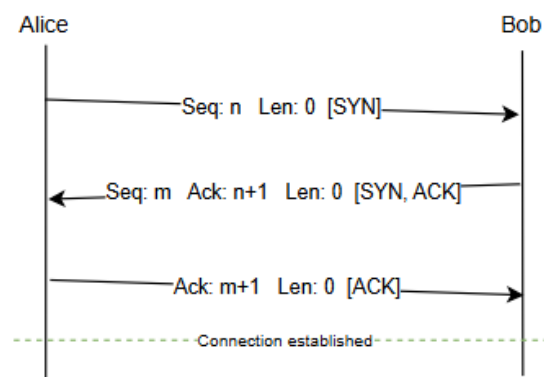 Alice Bob
Seq: n Len: 0 [SYN]
Seq: m Ack: n+1 Len: 0 [SYN, ACK]
Ack: m+1 Len: 0 [ACK]
Connection established